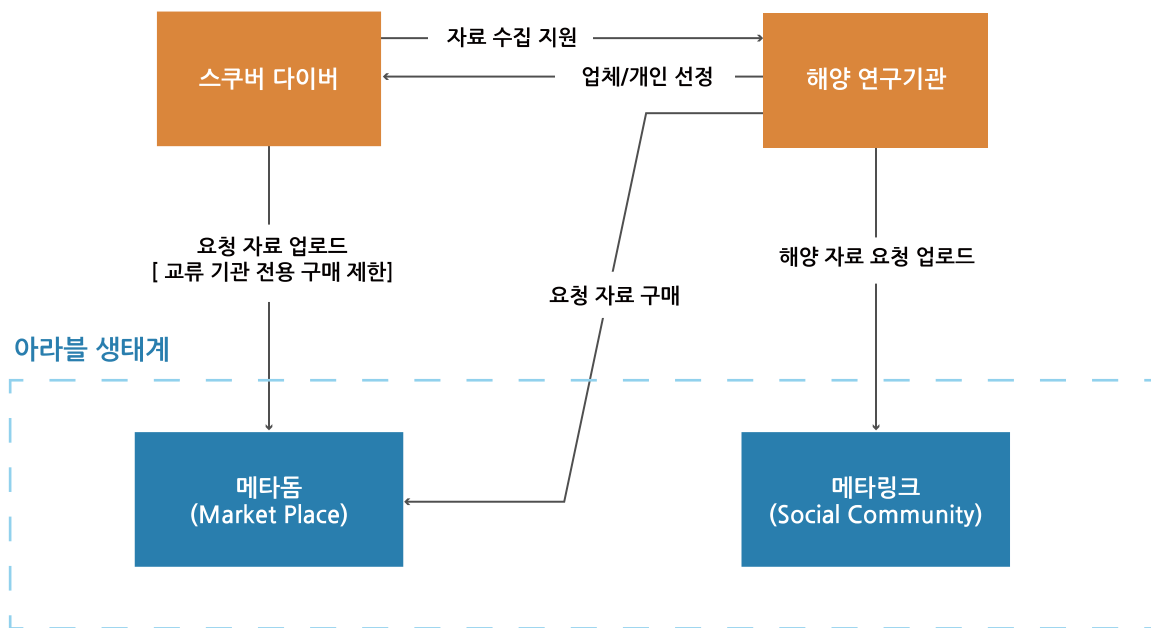 자료 수집 지원
스쿠버 다이버
업체/개인 선정
해양 연구기관
요청 자료 업로드
[ 교류 기관 전용 구매 제한]
해양 자료 요청 업로드
요청 자료 구매
아라블 생태계
메타돔
(Market Place)
메타링크
(Social Community)